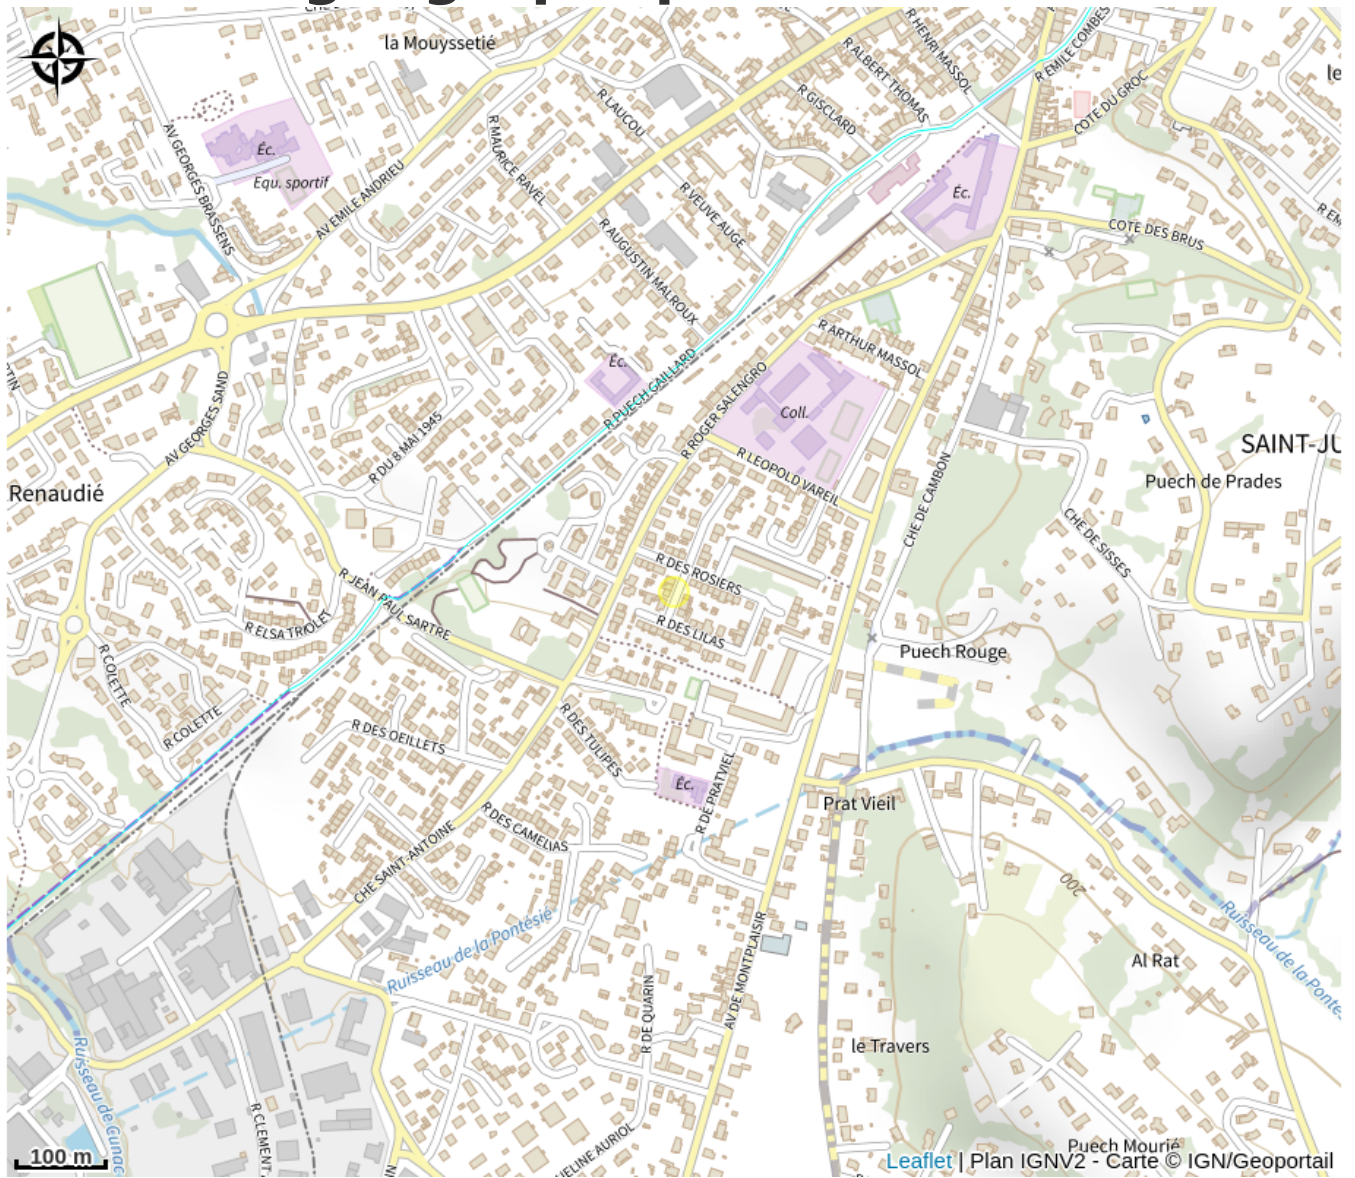 la Mouyssetié
R HENRI MASSOL
R EMILE COMBES
R ALBERT THOMAS
R LAUCOU
R GISCLARD
COTE DU GROC
AV GEORGES BRASSENS
R MAURICE RAVEL
Éc.
Equ. sportif
AV EMILE ANDRIEU
R VEUVE AUGE
Éc.
COTE DES BRUS
R AUGUSTIN MALROUX
R ARTHUR MASSOL
Éc.
R PUECH GAILLARD
R ROGER SALENGRO
Coll.
AV GEORGES SAND
R DU 8 MAI 1945
R LEOPOLD VAREIL
SAINT-JU
Renaudié
Puech de Prades
CHE DE CAMBON
CHE DE SISSES
R DES ROSIERS
R JEAN PAUL SARTRE
R ELSA TRIOLET
R DES LILAS
Puech Rouge
R COLETTE
R COLETTE
R DES OEILLETS
R DES TULIPES
Éc.
R DE PRATVIEL
Prat Vieil
R DES CAMELIAS
CHE SAINT-ANTOINE
200
Ruisseau de la Pontésie
Ruisseau de la Ponté
AV DE MONTPLAISIR
Al Rat
R DE QUARIN
le Travers
Ruisseau de Cunac
R CLEMENT
ELINE AURIOL
Puech Mourié
100 m
Leaflet | Plan IGNV2 - Carte © IGN/Geoportail